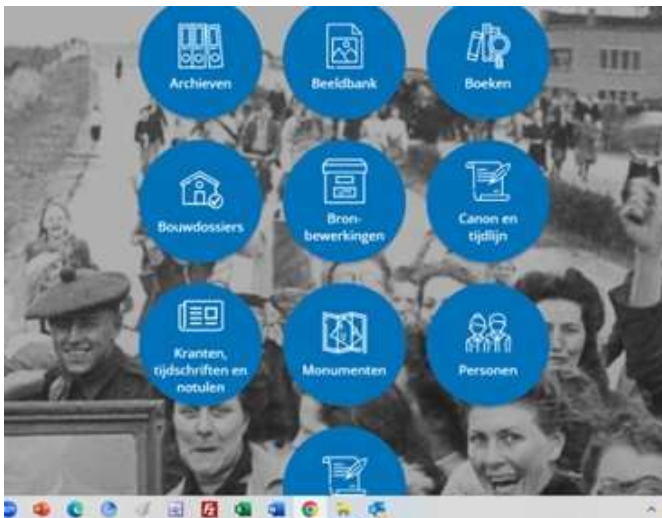 Archieven
Beeldbank
Boeken
Bouwdossiers
Bron-
bewerkingen
Canon en
tijdlijn
Kranten,
tijdschriften en
notulen
Monumenten
Personen